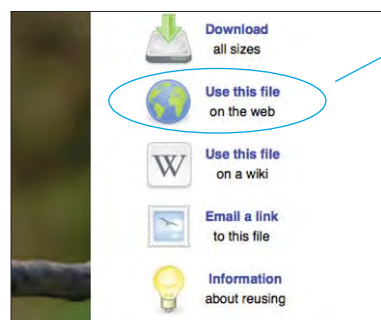 Download
all sizes
Use this file
on the web
W
Use this file
on a wiki
Email a link
to this file
Information
about reusing